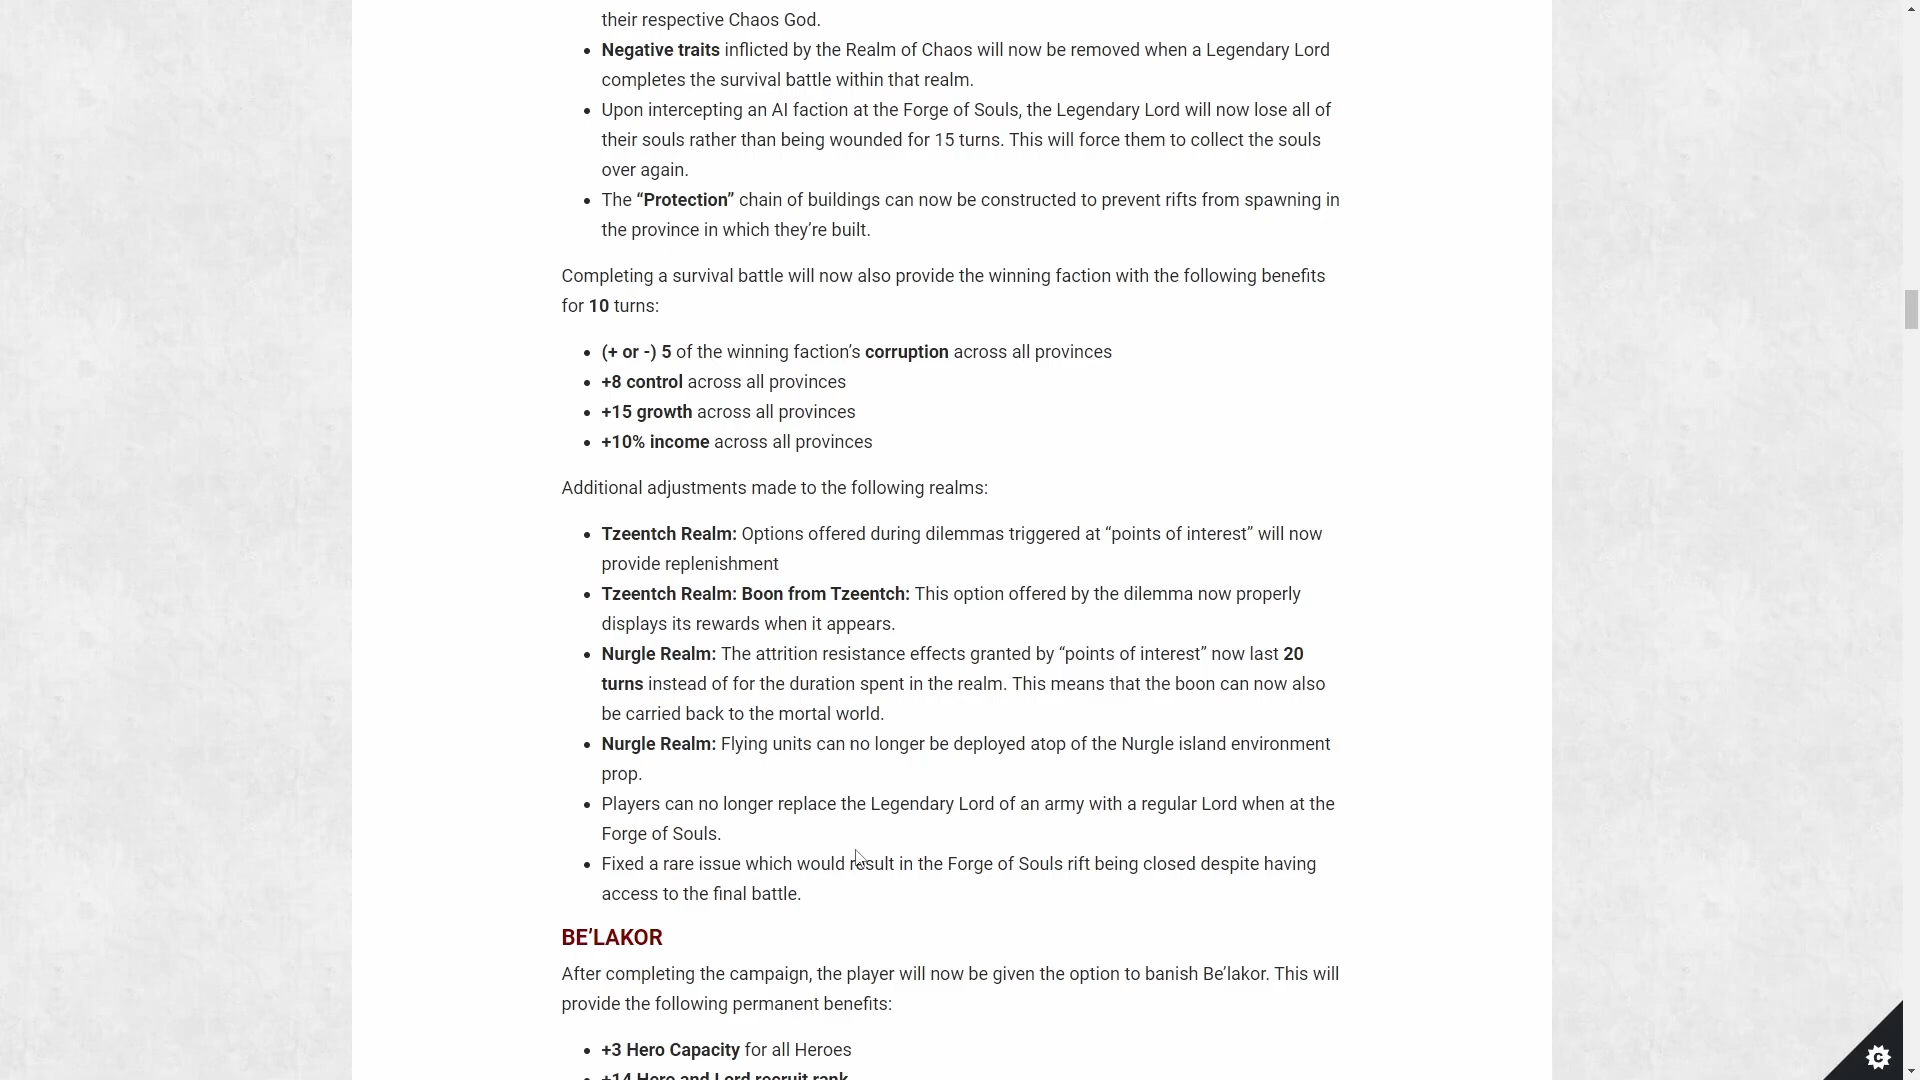 their respective Chaos God.
Negative traits inflicted by the Realm of Chaos will now be removed when a Legendary Lord
completes the survival battle within that realm.
Upon intercepting an AI faction at the Forge of Souls, the Legendary Lord will now lose all of
their souls rather than being wounded for 15 turns. This will force them to collect the souls
over again.
The “Protection” chain of buildings can now be constructed to prevent rifts from spawning in
the province in which they’re built.
Completing a survival battle will now also provide the winning faction with the following benefits
for 10 turns:
(+ or -) 5 of the winning faction’s corruption across all provinces
+8 control across all provinces
+15 growth across all provinces
+10% income across all provinces
Additional adjustments made to the following realms:
Tzeentch Realm: Options offered during dilemmas triggered at “points of interest” will now
provide replenishment
Tzeentch Realm: Boon from Tzeentch: This option offered by the dilemma now properly
displays its rewards when it appears.
Nurgle Realm: The attrition resistance effects granted by “points of interest” now last 20
turns instead of for the duration spent in the realm. This means that the boon can now also
be carried back to the mortal world.
Nurgle Realm: Flying units can no longer be deployed atop of the Nurgle island environment
prop.
Players can no longer replace the Legendary Lord of an army with a regular Lord when at the
Forge of Souls.
Fixed a rare issue which would result in the Forge of Souls rift being closed despite having
access to the final battle.
BE’LAKOR
After completing the campaign, the player will now be given the option to banish Be’lakor. This will
provide the following permanent benefits:
+3 Hero Capacity for all Heroes
+14 Hero and Lord recruit rank